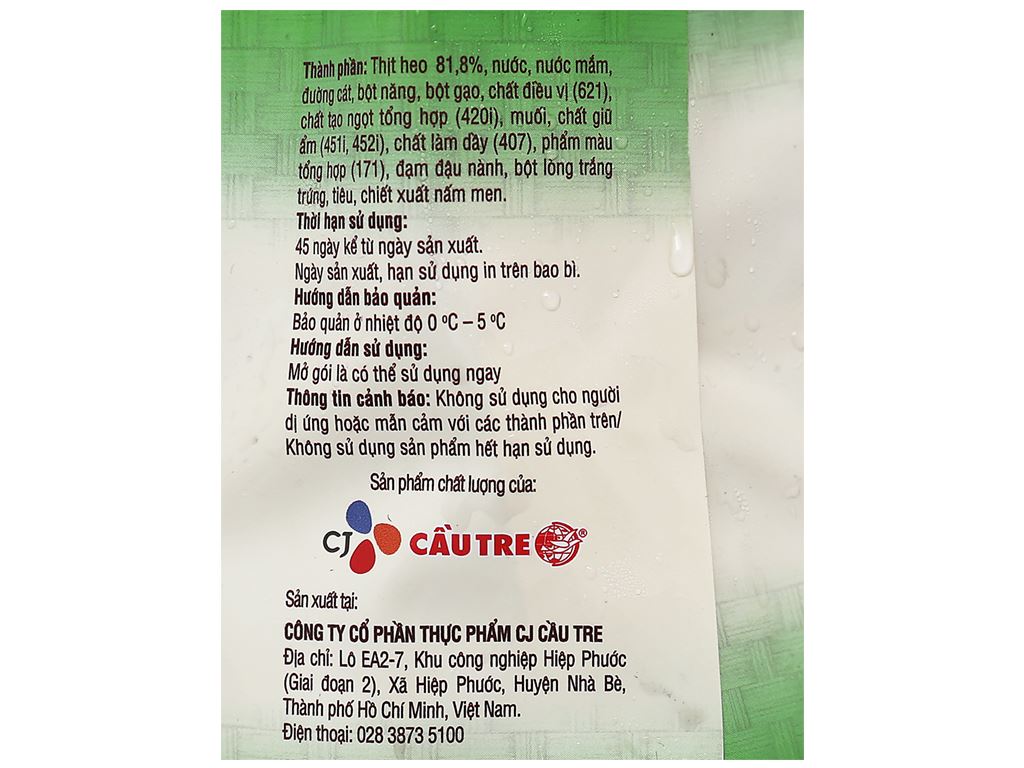 Thành phần: Thịt heo 81,8%, nước, nước mắm,
đường cát, bột năng, bột gạo, chất điều vị (621),
chất tạo ngọt tổng hợp (420i), muối, chất giữ
ẩm (451i, 452i), chất làm dầy (407), phẩm màu
tổng hợp (171), đạm đậu nành, bột lòng trắng
trứng, tiêu, chiết xuất nấm men.
Thời hạn sử dụng:
45 ngày kể từ ngày sản xuất.
Ngày sản xuất, hạn sử dụng in trên bao bì.
Hướng dẫn bảo quản:
Bảo quản ở nhiệt độ 0 ºC – 5 ºC
Hướng dẫn sử dụng:
Mở gói là có thể sử dụng ngay
Thông tin cảnh báo: Không sử dụng cho người
dị ứng hoặc mẫn cảm với các thành phần trên/
Không sử dụng sản phẩm hết hạn sử dụng.
Sản phẩm chất lượng của:
CJ CẦU TRE ®
Sản xuất tại:
CÔNG TY CỔ PHẦN THỰC PHẨM CJ CẦU TRE
Địa chỉ: Lô EA2-7, Khu công nghiệp Hiệp Phước
(Giai đoạn 2), Xã Hiệp Phước, Huyện Nhà Bè,
Thành phố Hồ Chí Minh, Việt Nam.
Điện thoại: 028 3873 5100